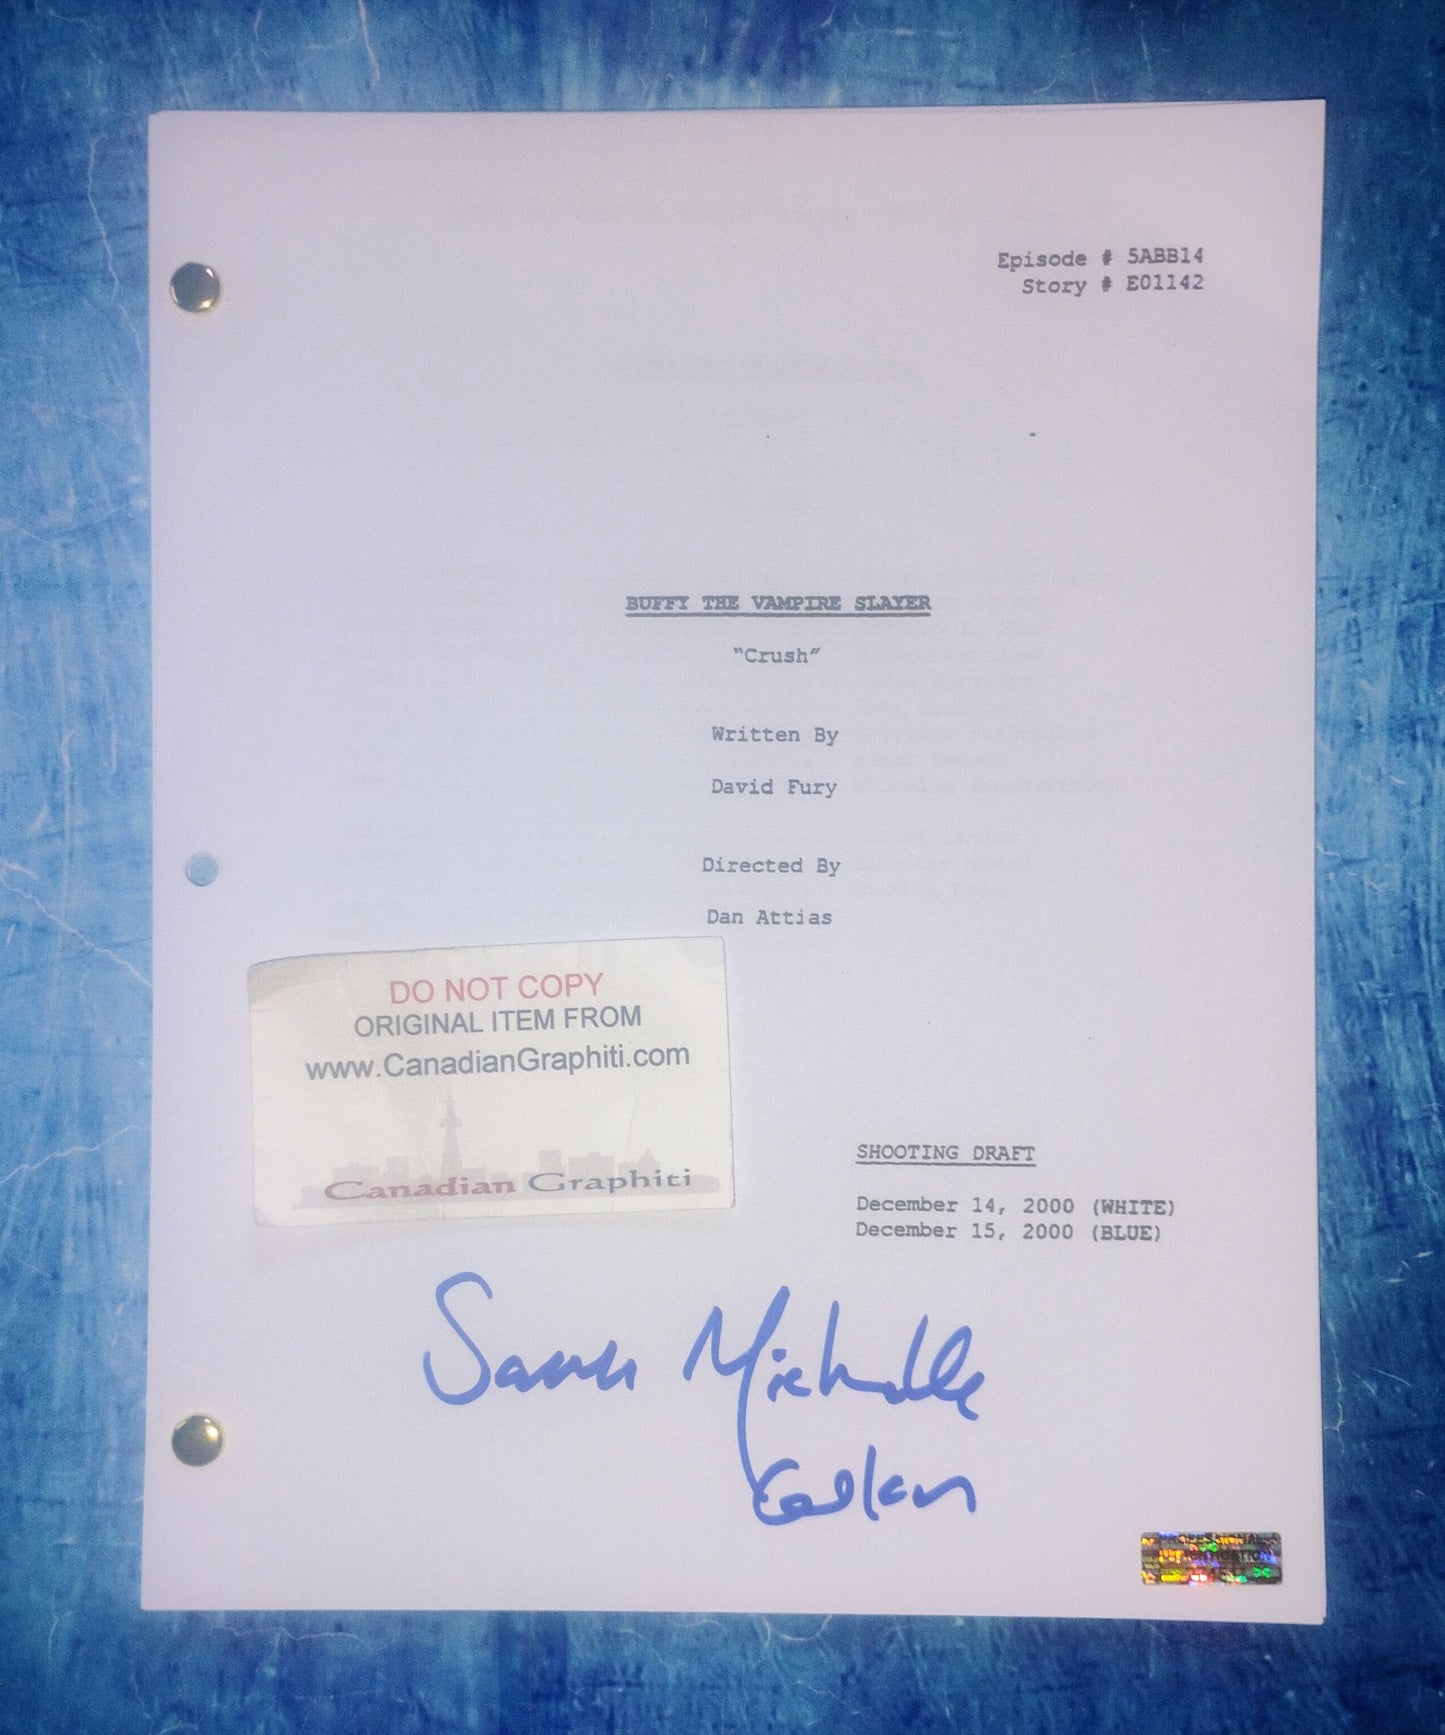 Episode # 5ABB14
Story # E01142
BUFFY THE VAMPIRE SLAYER
“Crush”
Written By
David Fury
Directed By
Dan Attias
DO NOT COPY
ORIGINAL ITEM FROM
www.CanadianGraphiti.com
Canadian Graphiti
SHOOTING DRAFT
December 14, 2000 (WHITE)
December 15, 2000 (BLUE)
Sarah Michelle